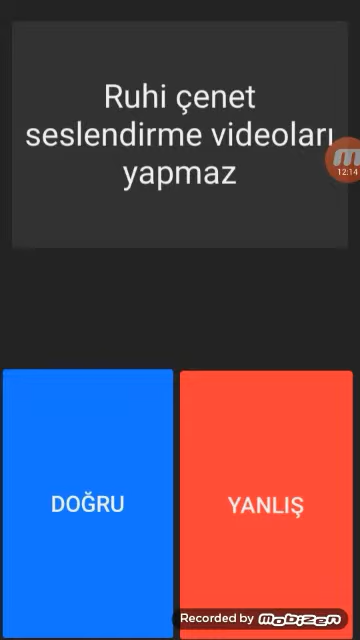 Ruhi çenet
seslendirme videoları
yapmaz
12:14
DOĞRU
YANLIŞ
Recorded by mobizen